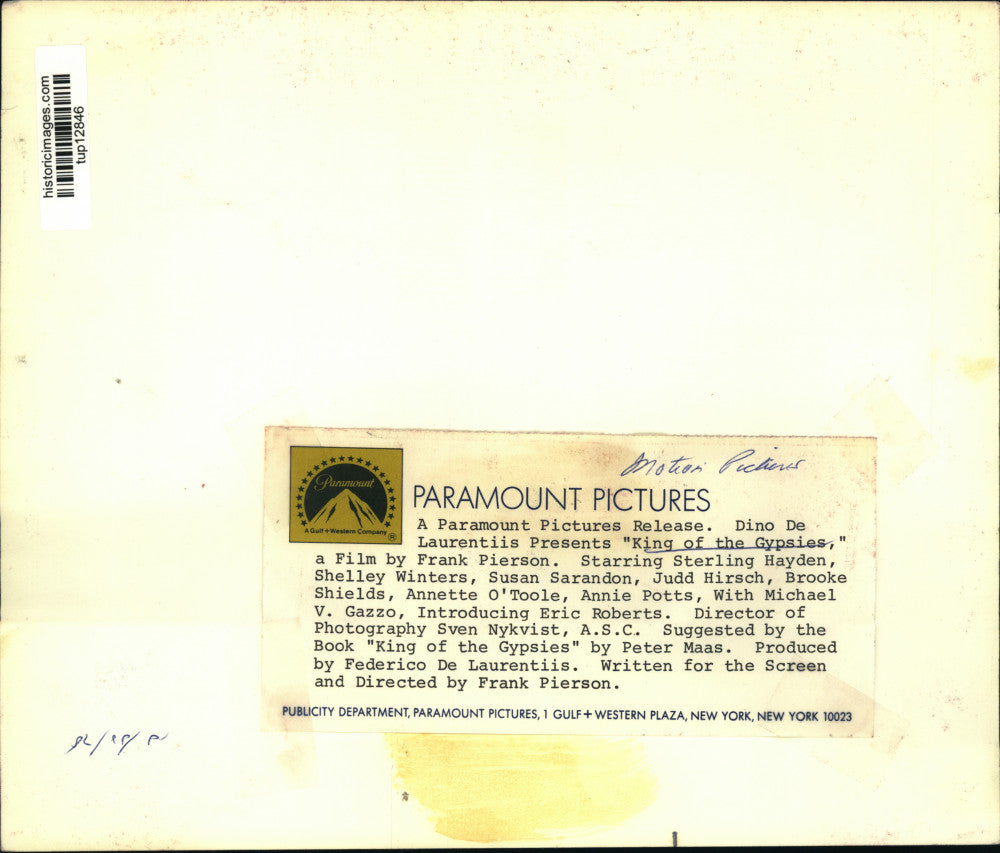 historicimages.com
tup12846
Motion Pictures
Paramount
A Gulf+Western Company
®
PARAMOUNT PICTURES
A Paramount Pictures Release. Dino De
Laurentiis Presents "King of the Gypsies,"
a Film by Frank Pierson. Starring Sterling Hayden,
Shelley Winters, Susan Sarandon, Judd Hirsch, Brooke
Shields, Annette O'Toole, Annie Potts, With Michael
V. Gazzo, Introducing Eric Roberts. Director of
Photography Sven Nykvist, A.S.C. Suggested by the
Book "King of the Gypsies" by Peter Maas. Produced
by Federico De Laurentiis. Written for the Screen
and Directed by Frank Pierson.
PUBLICITY DEPARTMENT, PARAMOUNT PICTURES, 1 GULF+WESTERN PLAZA, NEW YORK, NEW YORK 10023